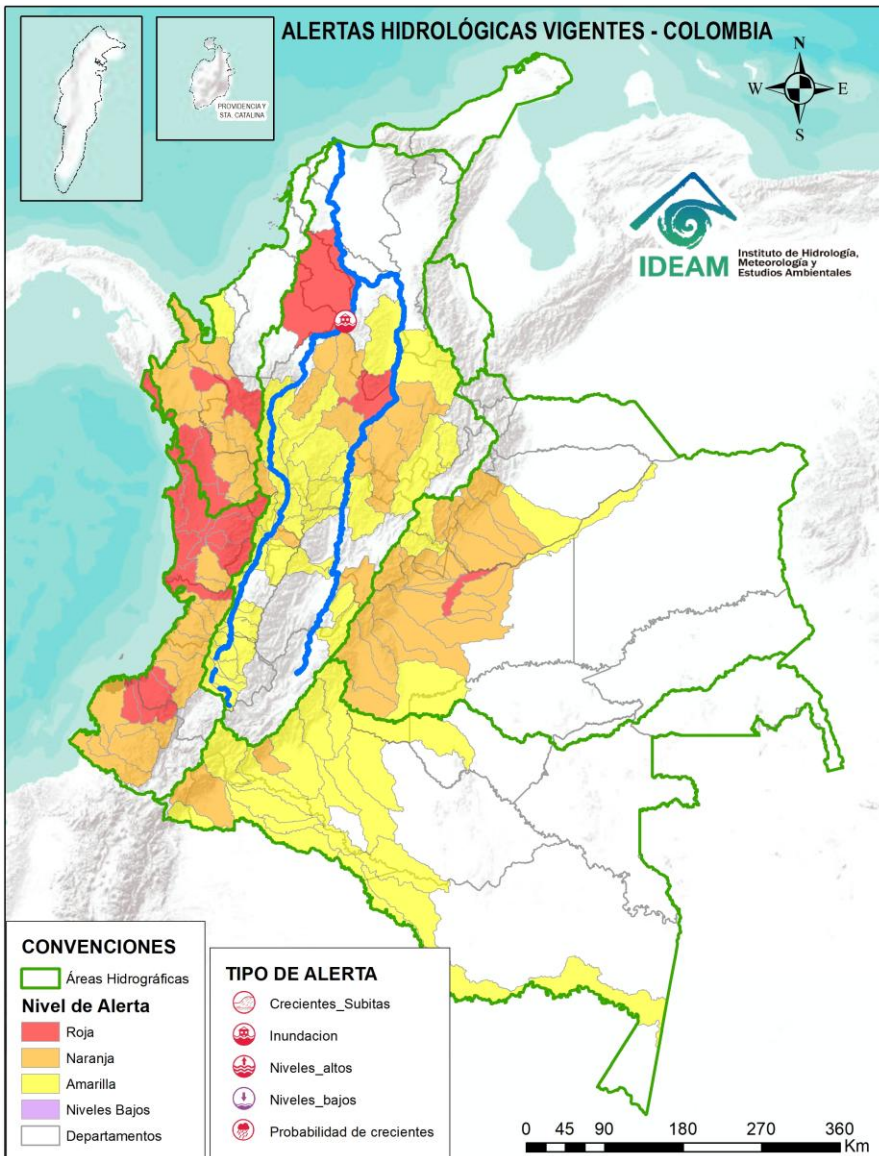 ALERTAS HIDROLÓGICAS VIGENTES - COLOMBIA
PROVIDENCIA Y
STA. CATALINA
N
W
E
S
IDEAM
Instituto de Hidrología,
Meteorología y
Estudios Ambientales
CONVENCIONES
Áreas Hidrográficas
Nivel de Alerta
Roja
Naranja
Amarilla
Niveles Bajos
Departamentos
TIPO DE ALERTA
Crecientes_Subitas
Inundacion
Niveles_altos
Niveles_bajos
Probabilidad de crecientes
0 45 90 180 270 360
Km